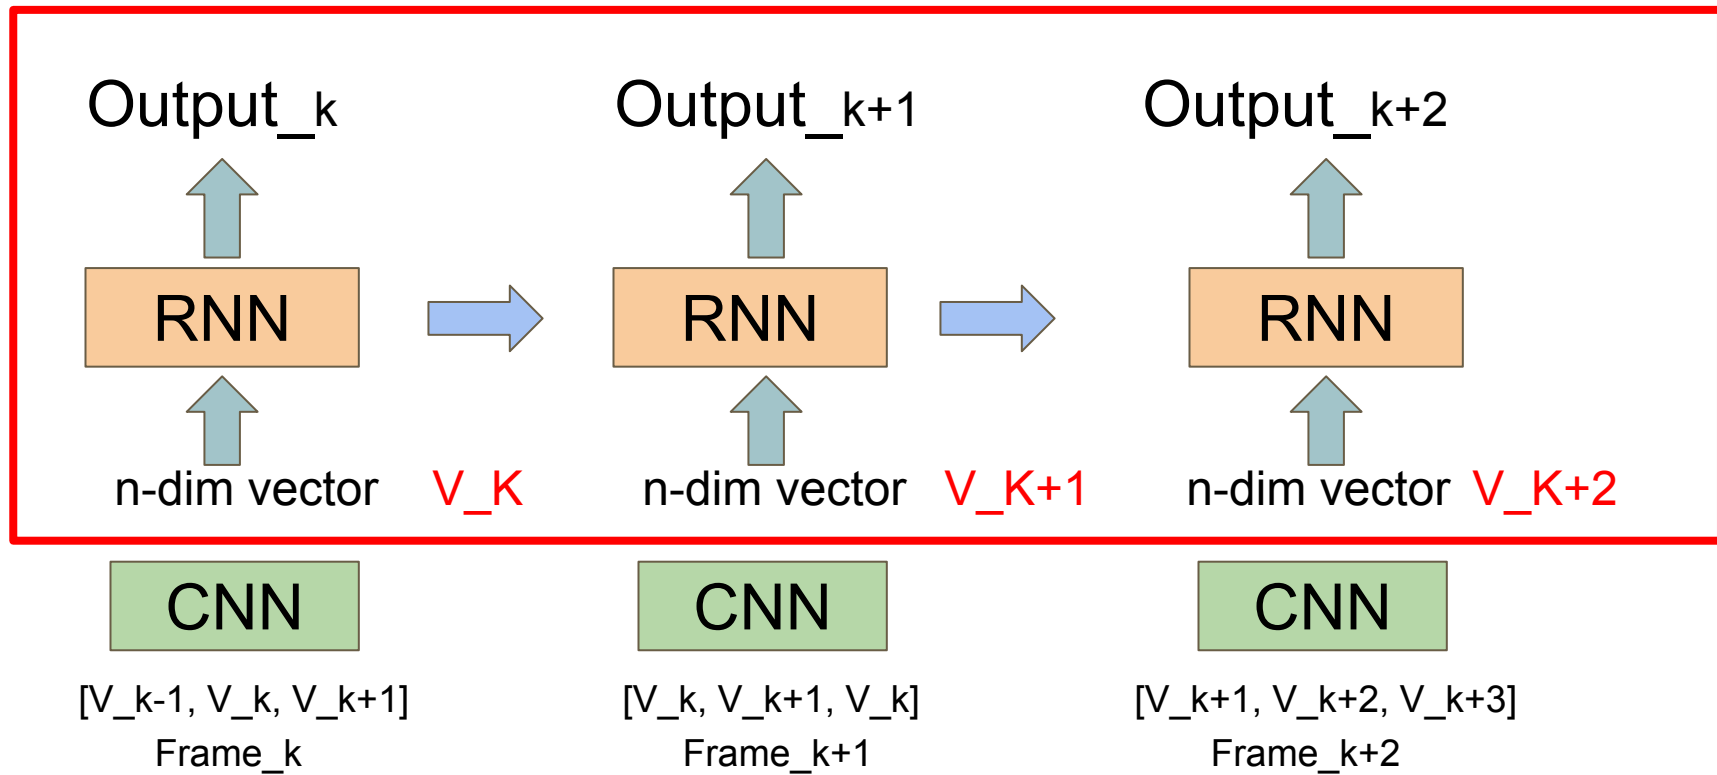 Output_k Output_k+1 Output_k+2
RNN RNN RNN
n-dim vector V_K n-dim vector V_K+1 n-dim vector V_K+2
CNN CNN CNN
[V_k-1, V_k, V_k+1] [V_k, V_k+1, V_k] [V_k+1, V_k+2, V_k+3]
Frame_k Frame_k+1 Frame_k+2